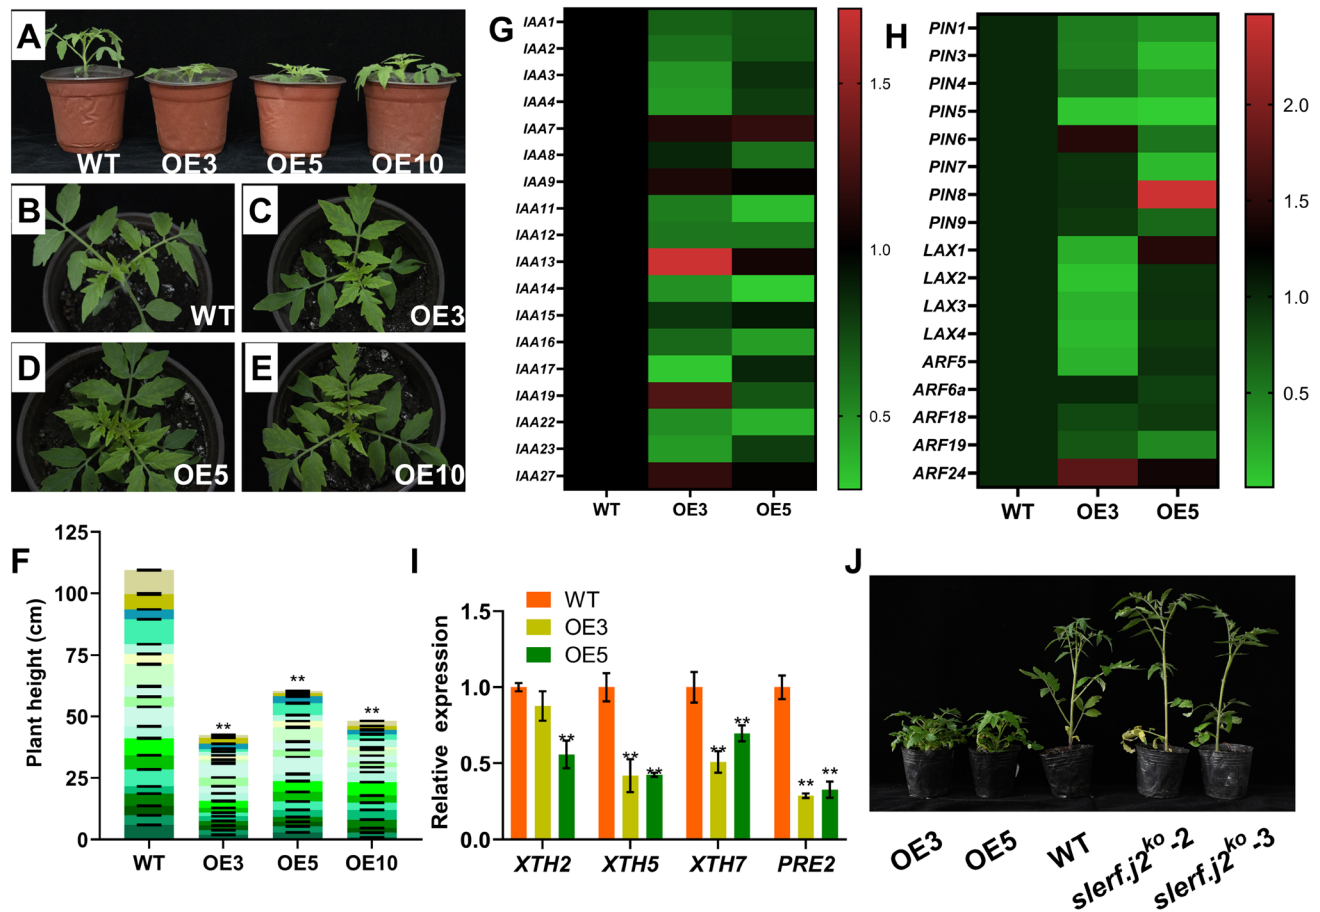 A
WT OE3 OE5 OE10
B
WT
C
OE3
D
OE5
E
OE10
F
Plant height (cm)
125
100
75
50
25
0
**
**
**
WT OE3 OE5 OE10
G
IAA1
IAA2
IAA3
IAA4
IAA7
IAA8
IAA9
IAA11
IAA12
IAA13
IAA14
IAA15
IAA16
IAA17
IAA19
IAA22
IAA23
IAA27
WT OE3 OE5
1.5
1.0
0.5
H
PIN1
PIN3
PIN4
PIN5
PIN6
PIN7
PIN8
PIN9
LAX1
LAX2
LAX3
LAX4
ARF5
ARF6a
ARF18
ARF19
ARF24
WT OE3 OE5
2.0
1.5
1.0
0.5
I
Relative expression
1.5
1.0
0.5
0.0
WT
OE3
OE5
**
** **
** **
** **
XTH2 XTH5 XTH7 PRE2
J
OE3 OE5 WT slerf.j2ko-2 slerf.j2ko-3